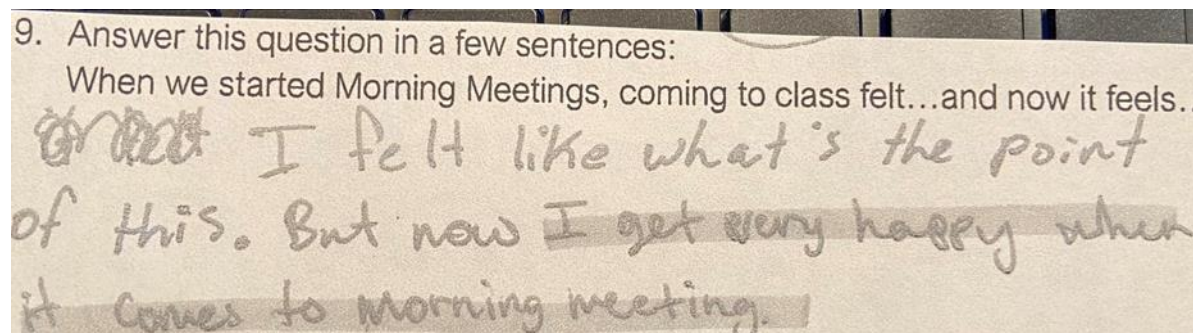 9. Answer this question in a few sentences:
When we started Morning Meetings, coming to class felt...and now it feels..
I felt like what's the point
of this. But now I get very happy when
it comes to morning meeting.